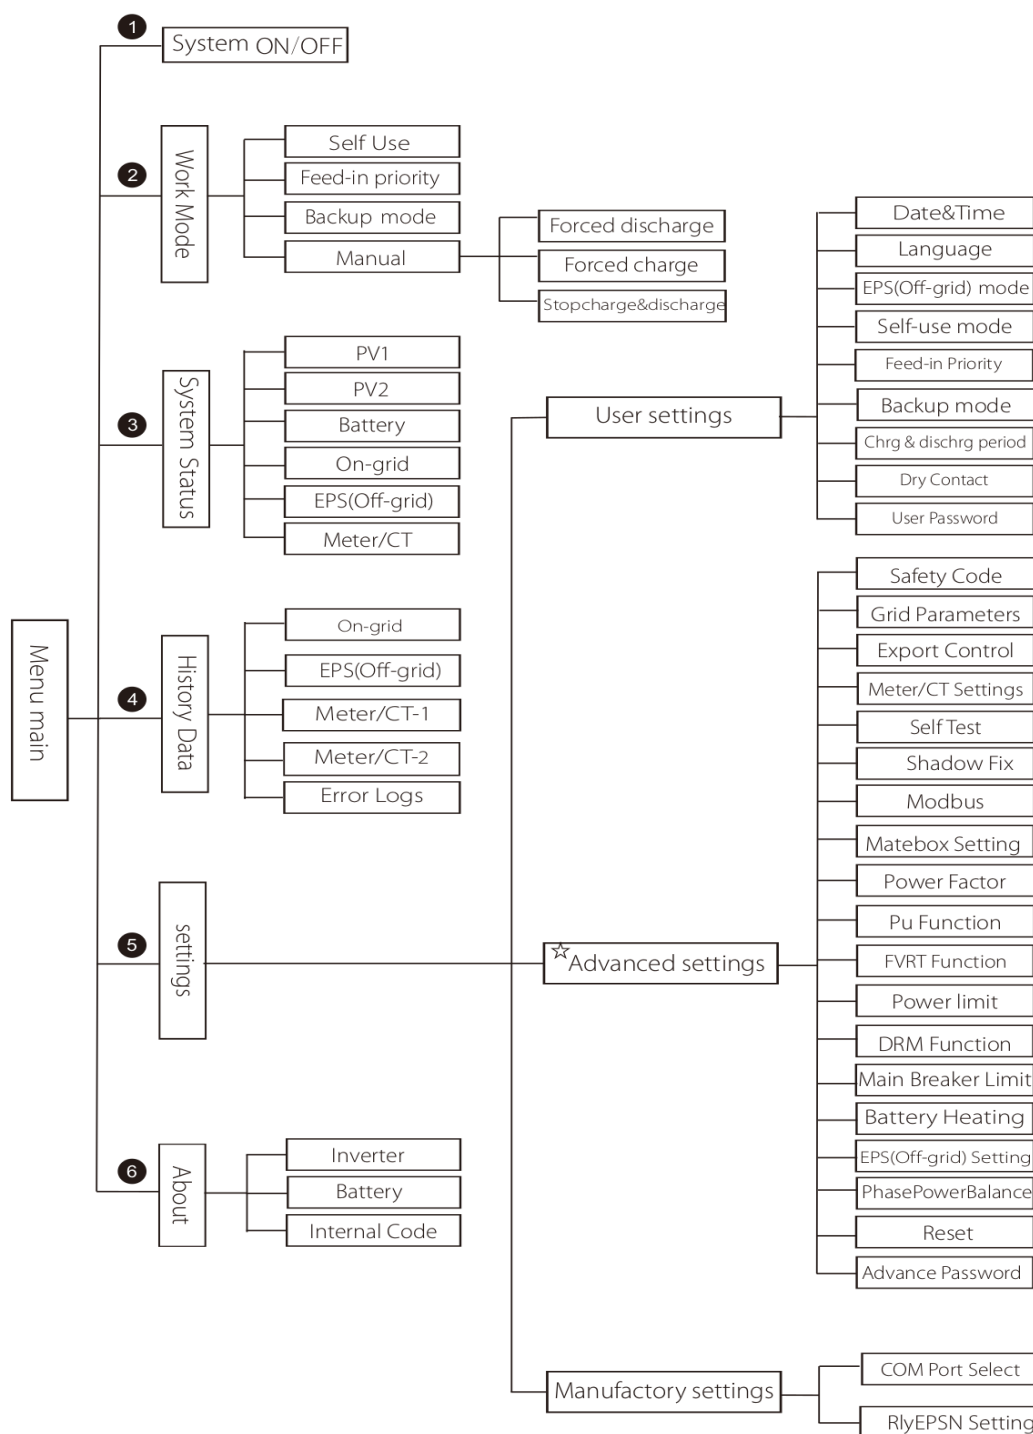 1
System ON/OFF
2
Work Mode
Self Use
Feed-in priority
Backup mode
Manual
Forced discharge
Forced charge
Stopcharge&discharge
3
System Status
PV1
PV2
Battery
On-grid
EPS(Off-grid)
Meter/CT
Menu main
4
History Data
On-grid
EPS(Off-grid)
Meter/CT-1
Meter/CT-2
Error Logs
5
settings
User settings
Date&Time
Language
EPS(Off-grid) mode
Self-use mode
Feed-in Priority
Backup mode
Chrg & dischrg period
Dry Contact
User Password
☆Advanced settings
Safety Code
Grid Parameters
Export Control
Meter/CT Settings
Self Test
Shadow Fix
Modbus
Matebox Setting
Power Factor
Pu Function
FVRT Function
Power limit
DRM Function
Main Breaker Limit
Battery Heating
EPS(Off-grid) Setting
PhasePowerBalance
Reset
Advance Password
Manufactory settings
COM Port Select
RlyEPSN Setting
6
About
Inverter
Battery
Internal Code